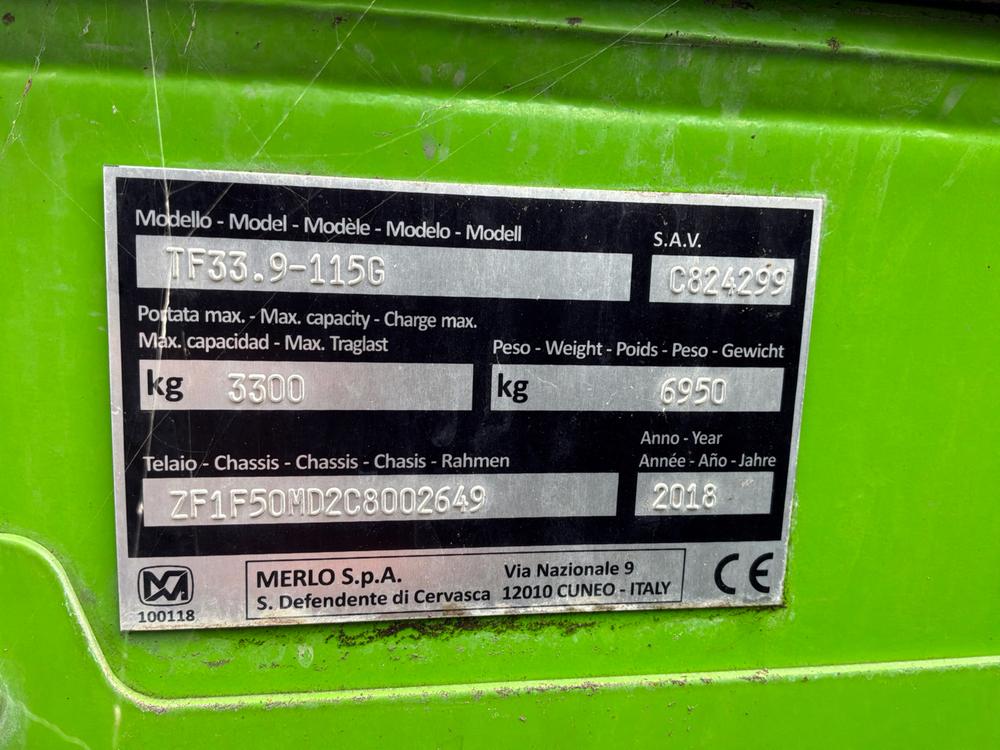 Modello - Model - Modèle - Modelo - Modell
S.A.V.
TF33.9-115G
C824299
Portata max. - Max. capacity - Charge max.
Max. capacidad - Max. Traglast
Peso - Weight - Poids - Peso - Gewicht
kg 3300
kg 6950
Telaio - Chassis - Chassis - Chasis - Rahmen
Anno - Year
Année - Año - Jahre
ZF1F50MD2C8002649
2018
100118
MERLO S.p.A.
S. Defendente di Cervasca
Via Nazionale 9
12010 CUNEO - ITALY
CE